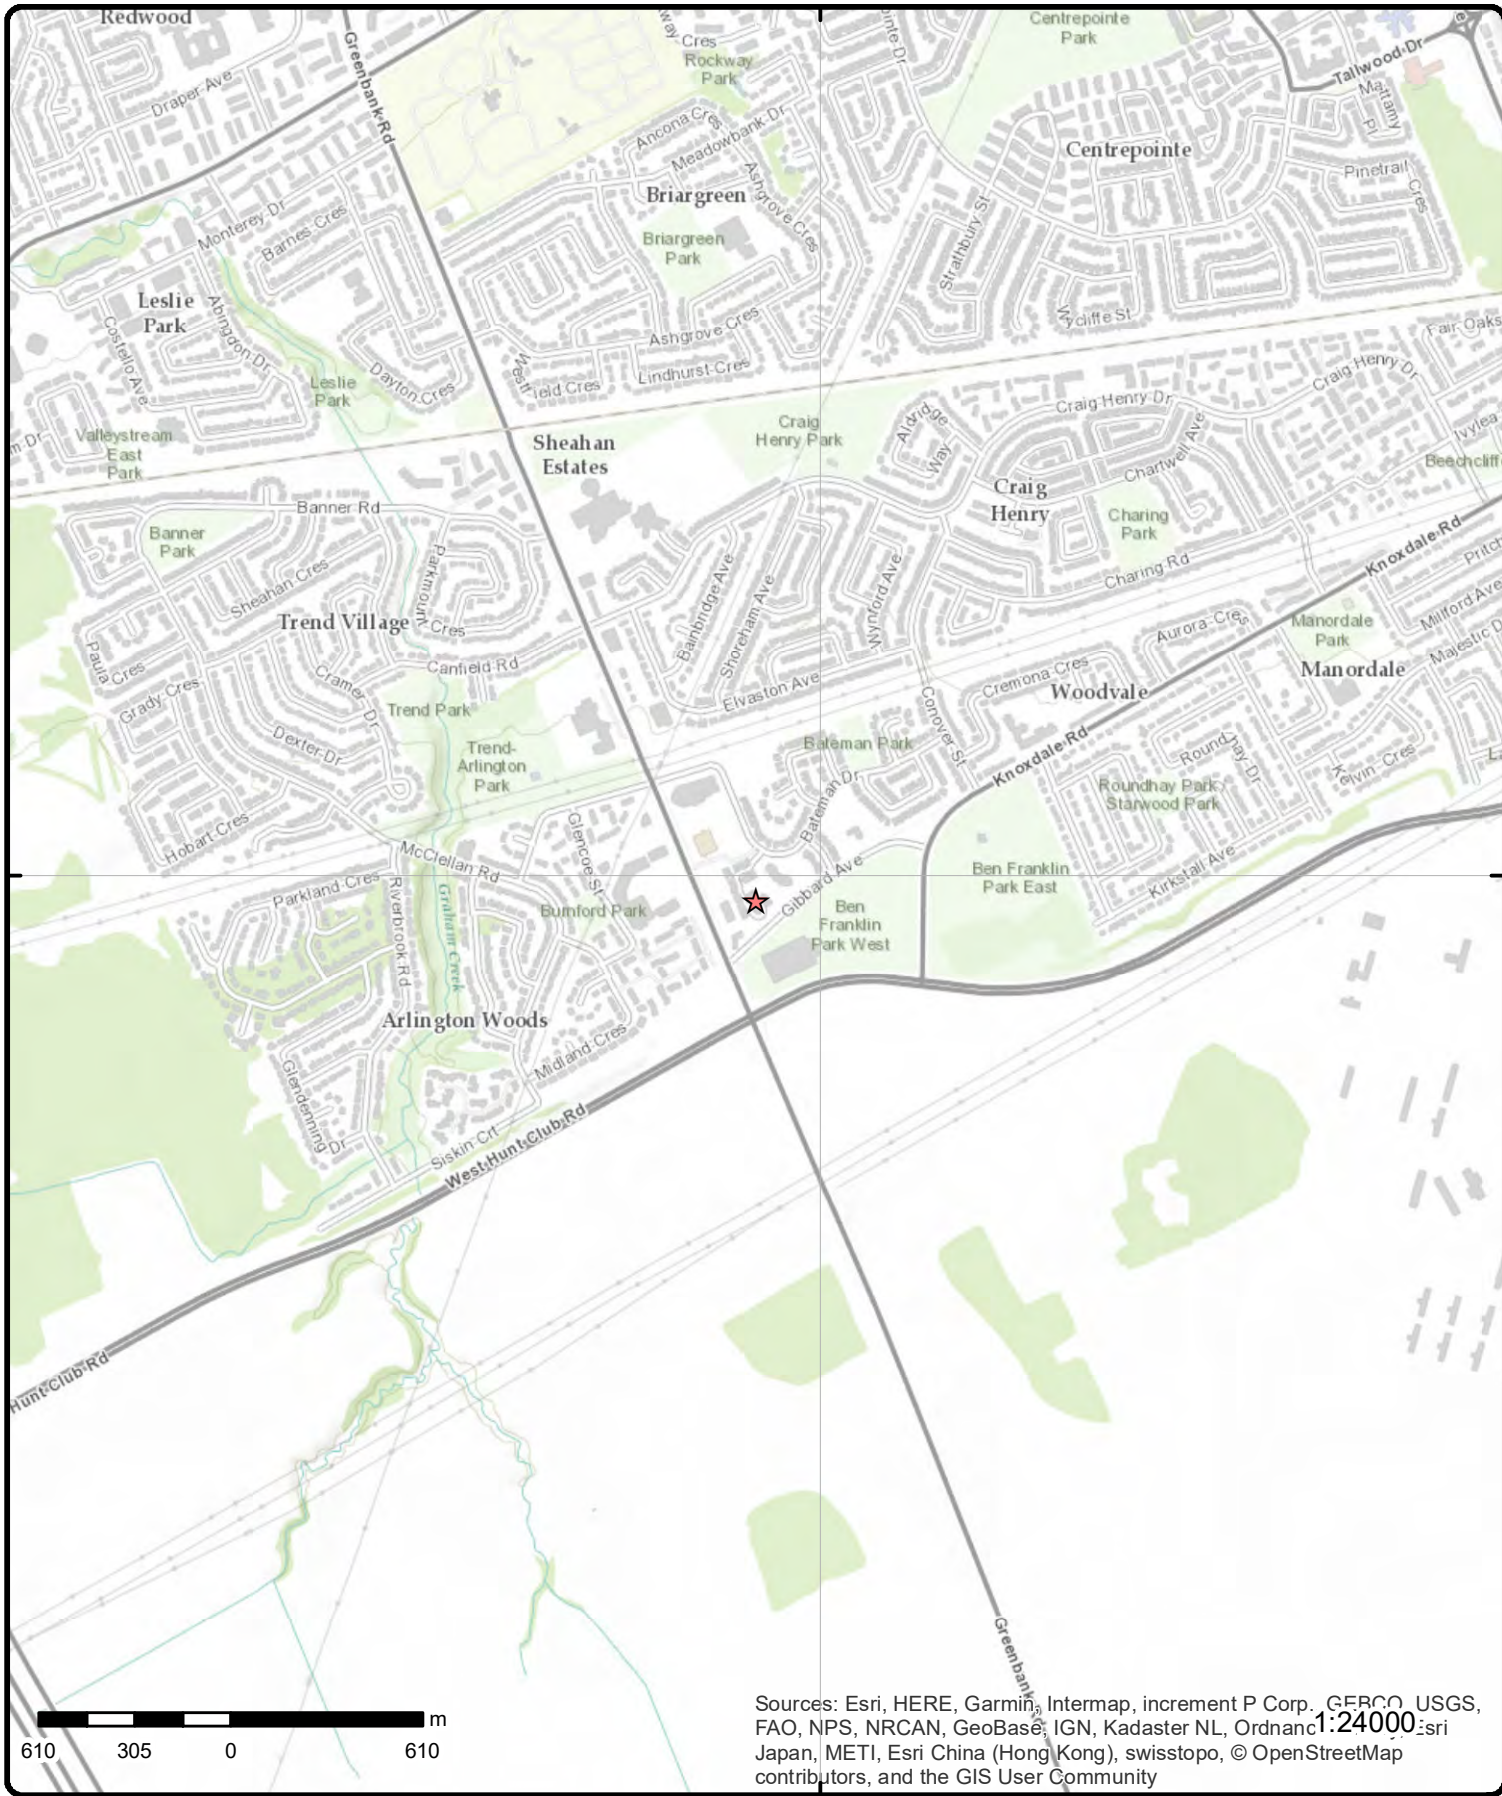 Redwood
Cres
Rockway
Park
Centrepointe
Park
Tallwood Dr
Greenbank Rd
Draper Ave
Mattamy
Pl
Ancona Cres
Meadowbank Dr
Centrepointe
Pinetrail
Cres
Briargreen
Ashgrove Cres
Monterey Dr
Barnes Cres
Briargreen
Park
Strathbury St
Leslie
Park
Abingdon Dr
Costello Ave
Wycliffe St
Ashgrove Cres
Fair Oaks
Leslie
Park
Dayton Cres
Lindhurst Cres
Craig Henry Dr
Craig Henry Dr
Valleystream
East
Park
Sheahan
Estates
Craig
Henry Park
Aldridge
Way
Chartwell Ave
Ivylea
Beechcliff
Craig
Henry
Banner Rd
Banner
Park
Charing
Park
Knoxdale Rd
Sheahan Cres
Parkmount
Cres
Bainbridge Ave
Shoreham Ave
Wynford Ave
Charing Rd
Trend Village
Aurora Cres
Manordale
Park
Millford Ave
Paula
Cres
Canfield Rd
Cremona Cres
Manordale
Grady Cres
Cramer Dr
Elvaston Ave
Woodvale
Trend Park
Conover St
Dexter Dr
Trend-
Arlington
Park
Bateman Park
Knoxdale Rd
Roundhay Dr
Kelvin Cres
Roundhay Park /
Starwood Park
Bateman Dr
Hobart Cres
Glencoe St
McClellan Rd
Gibbard Ave
Ben Franklin
Park East
Kirkstall Ave
Parkland Cres
Riverbrook Rd
Graham Creek
Burnford Park
Ben
Franklin
Park West
Arlington Woods
Midland Cres
Glendenning
Dr
Siskin Crt
West Hunt Club Rd
Hunt Club Rd
Greenbank Rd
m
610
305
0
610
1:24000
Sources: Esri, HERE, Garmin, Intermap, increment P Corp., GEBCO, USGS,
FAO, NPS, NRCAN, GeoBase, IGN, Kadaster NL, Esri
Japan, METI, Esri China (Hong Kong), swisstopo, © OpenStreetMap
contributors, and the GIS User Community